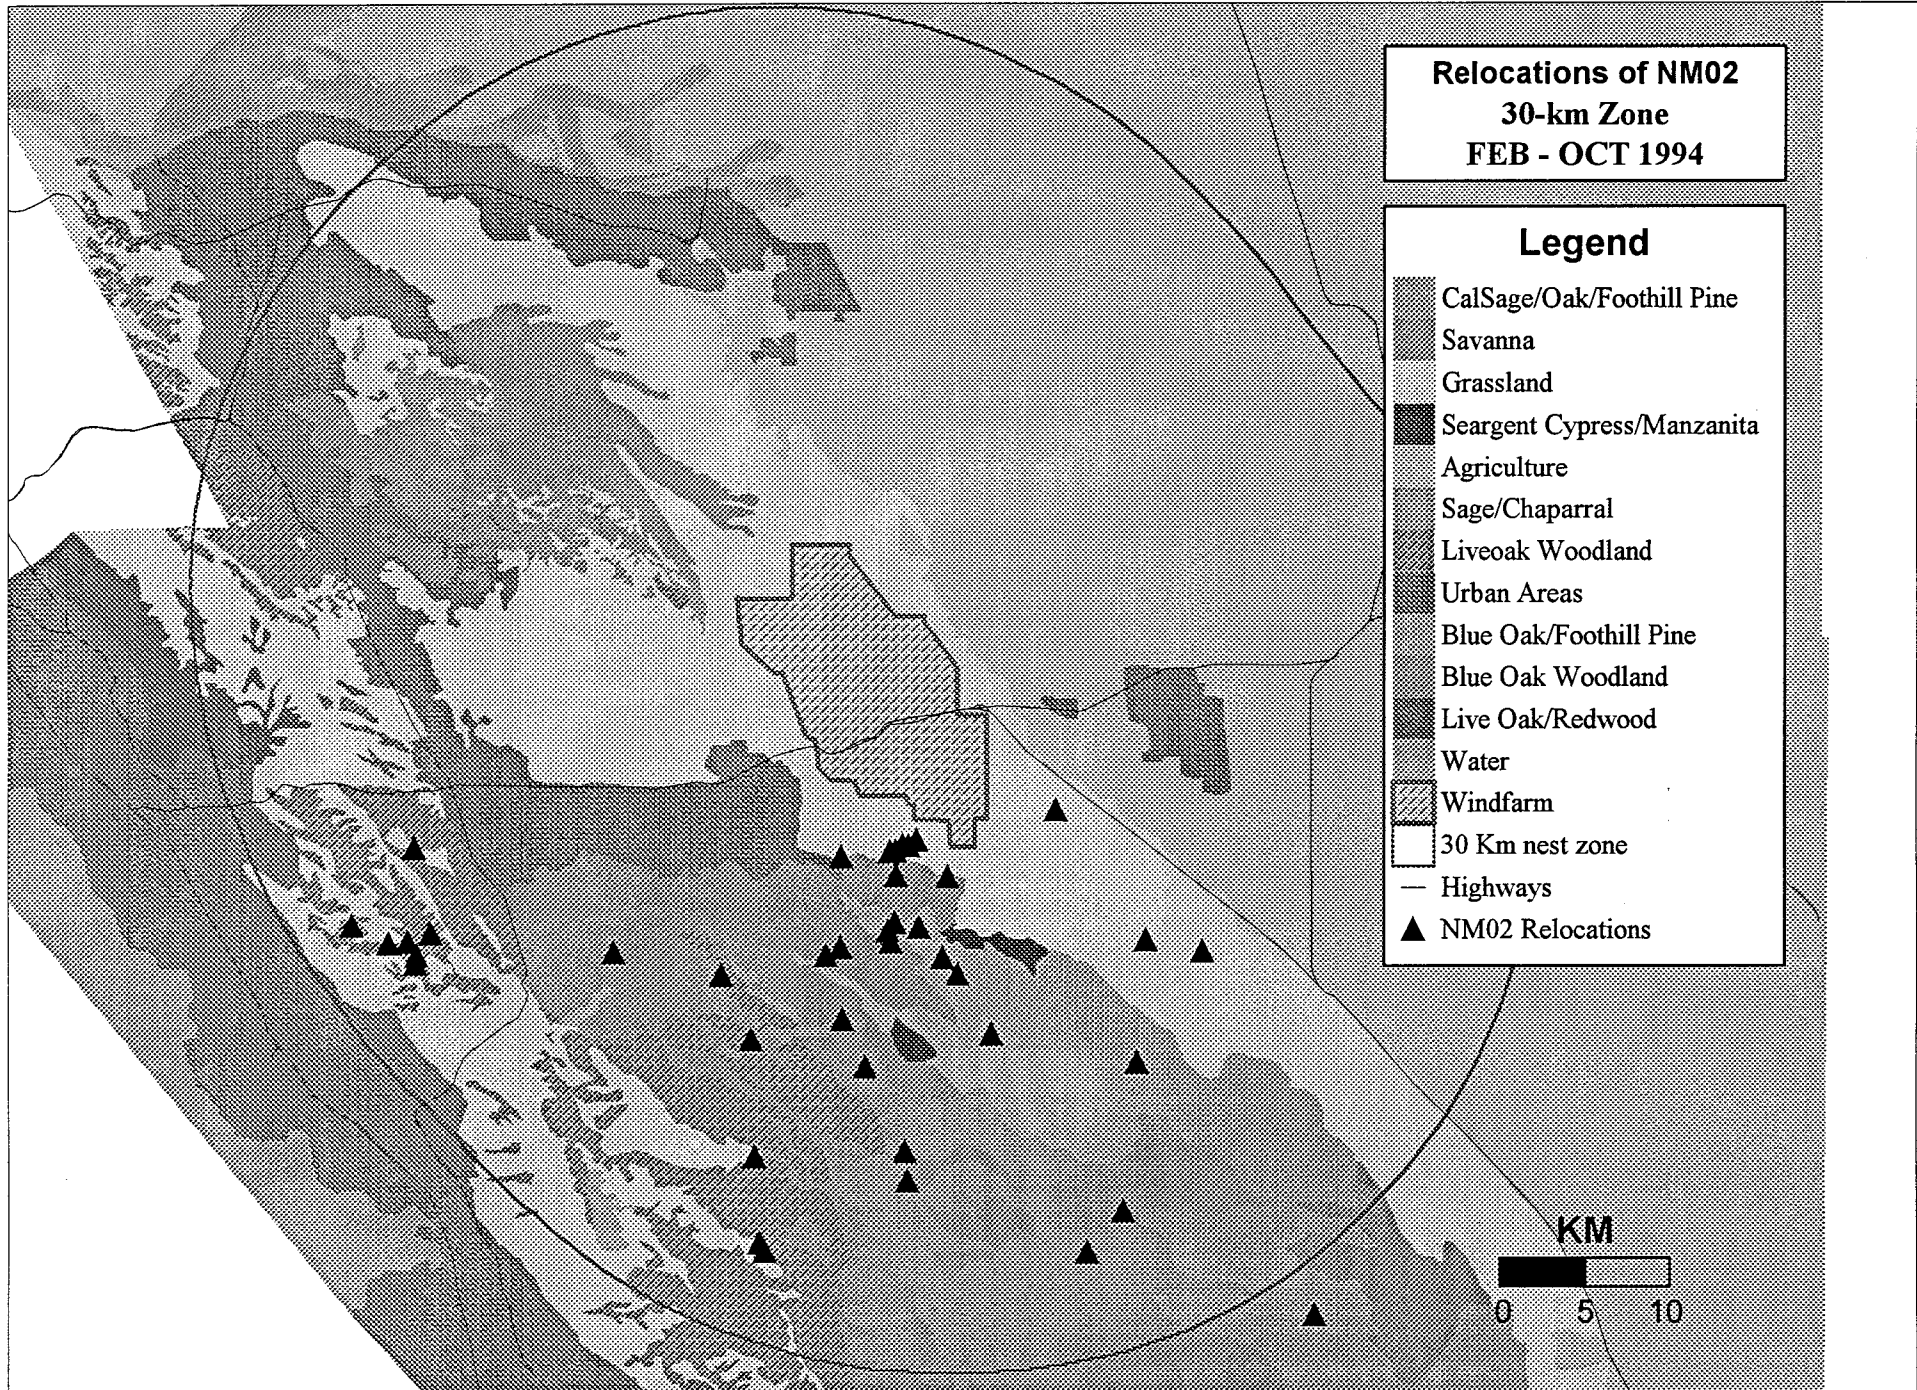 Relocations of NM02
30-km Zone
FEB - OCT 1994
Legend
CalSage/Oak/Foothill Pine
Savanna
Grassland
Seargent Cypress/Manzanita
Agriculture
Sage/Chaparral
Liveoak Woodland
Urban Areas
Blue Oak/Foothill Pine
Blue Oak Woodland
Live Oak/Redwood
Water
Windfarm
30 Km nest zone
Highways
NM02 Relocations
KM
0 5 10